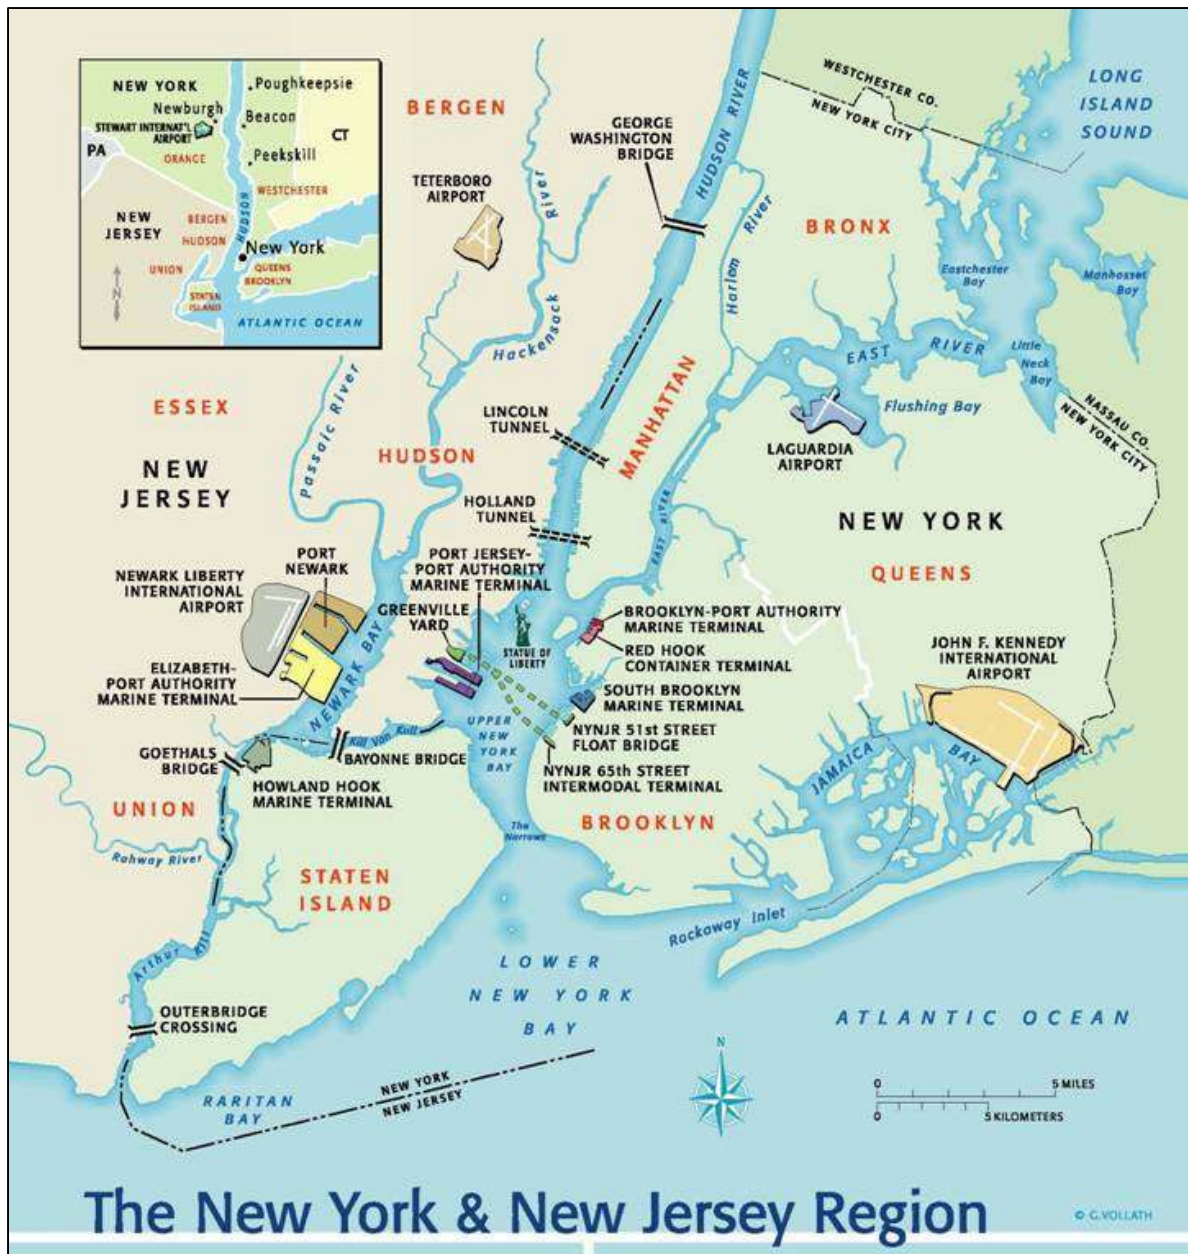 NEW YORK
Poughkeepsie
Newburgh
STEWART INTERNAT'L
AIRPORT
Beacon
CT
PA
ORANGE
Peekskill
WESTCHESTER
NEW
JERSEY
BERGEN
HUDSON
HUDSON
New York
UNION
QUEENS
BROOKLYN
STATEN
ISLAND
N
ATLANTIC OCEAN
BERGEN
HUDSON RIVER
WESTCHESTER CO.
NEW YORK CITY
LONG
ISLAND
SOUND
GEORGE
WASHINGTON
BRIDGE
TETERBORO
AIRPORT
Hackensack River
Harlem River
BRONX
Eastchester
Bay
Manhasset
Bay
EAST RIVER
Little
Neck
Bay
ESSEX
Passaic River
NEW
JERSEY
HUDSON
LINCOLN
TUNNEL
MANHATTAN
Flushing Bay
LAGUARDIA
AIRPORT
NASSAU CO.
NEW YORK CITY
HOLLAND
TUNNEL
EAST RIVER
NEW YORK
QUEENS
PORT
NEWARK
NEWARK LIBERTY
INTERNATIONAL
AIRPORT
PORT JERSEY-
PORT AUTHORITY
MARINE TERMINAL
GREENVILLE
YARD
STATUE OF
LIBERTY
BROOKLYN-PORT AUTHORITY
MARINE TERMINAL
RED HOOK
CONTAINER TERMINAL
JOHN F. KENNEDY
INTERNATIONAL
AIRPORT
ELIZABETH-
PORT AUTHORITY
MARINE TERMINAL
NEWARK BAY
SOUTH BROOKLYN
MARINE TERMINAL
UPPER
NEW
YORK
BAY
NYNJR 51st STREET
FLOAT BRIDGE
Kill Van Kull
BAYONNE BRIDGE
GOETHALS
BRIDGE
NYNJR 65th STREET
INTERMODAL TERMINAL
JAMAICA BAY
HOWLAND HOOK
MARINE TERMINAL
UNION
The
Narrows
BROOKLYN
Rahway River
STATEN
ISLAND
Rockaway Inlet
Arthur Kill
LOWER
NEW YORK
BAY
OUTERBRIDGE
CROSSING
ATLANTIC OCEAN
N
NEW YORK
NEW JERSEY
RARITAN
BAY
0 5 MILES
0 5 KILOMETERS
The New York & New Jersey Region
© G.VOLLATH